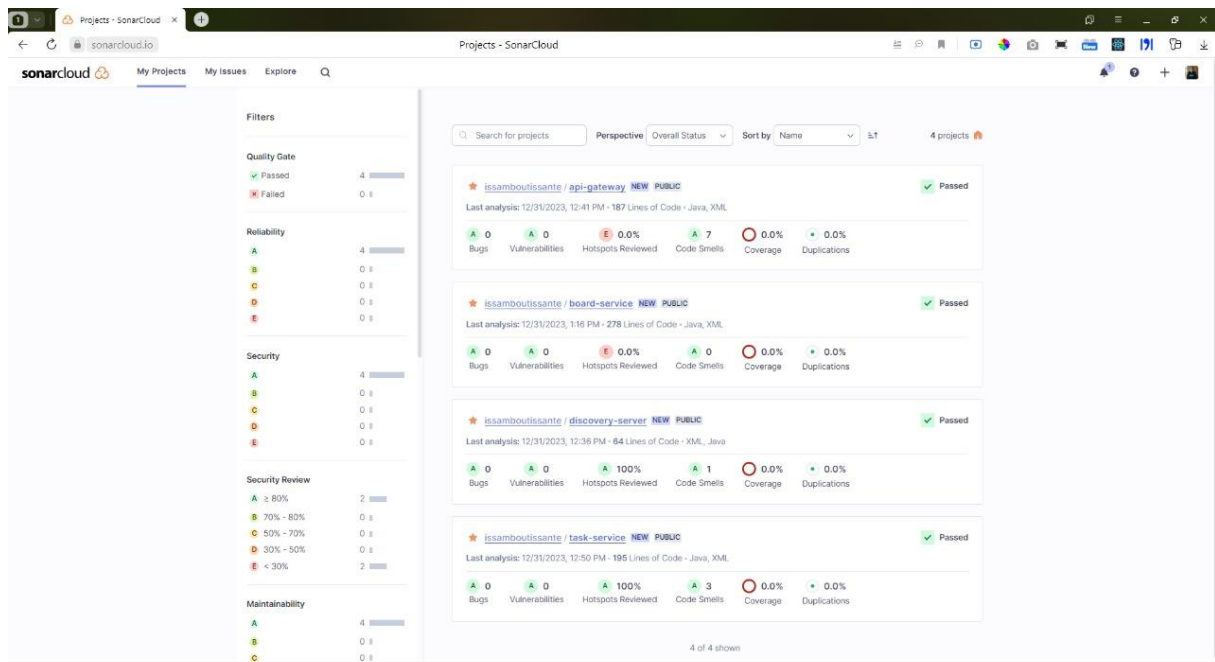 1 Projects - SonarCloud
sonarcloud.io Projects - SonarCloud
sonarcloud My Projects My Issues Explore
Filters
Quality Gate
Passed 4
Failed 0
Reliability
A 4
B 0
C 0
D 0
E 0
Security
A 4
B 0
C 0
D 0
E 0
Security Review
A ≥ 80% 2
B 70% - 80% 0
C 50% - 70% 0
D 30% - 50% 0
E < 30% 2
Maintainability
A 4
B 0
C 0
Search for projects Perspective Overall Status Sort by Name 4 projects
issamboutissante / api-gateway NEW PUBLIC Passed
Last analysis: 12/31/2023, 12:41 PM • 187 Lines of Code • Java, XML
A 0 A 0 E 0.0% A 7 0.0% 0.0%
Bugs Vulnerabilities Hotspots Reviewed Code Smells Coverage Duplications
issamboutissante / board-service NEW PUBLIC Passed
Last analysis: 12/31/2023, 1:16 PM • 278 Lines of Code • Java, XML
A 0 A 0 E 0.0% A 0 0.0% 0.0%
Bugs Vulnerabilities Hotspots Reviewed Code Smells Coverage Duplications
issamboutissante / discovery-server NEW PUBLIC Passed
Last analysis: 12/31/2023, 12:36 PM • 64 Lines of Code • XML, Java
A 0 A 0 A 100% A 1 0.0% 0.0%
Bugs Vulnerabilities Hotspots Reviewed Code Smells Coverage Duplications
issamboutissante / task-service NEW PUBLIC Passed
Last analysis: 12/31/2023, 12:50 PM • 195 Lines of Code • Java, XML
A 0 A 0 A 100% A 3 0.0% 0.0%
Bugs Vulnerabilities Hotspots Reviewed Code Smells Coverage Duplications
4 of 4 shown